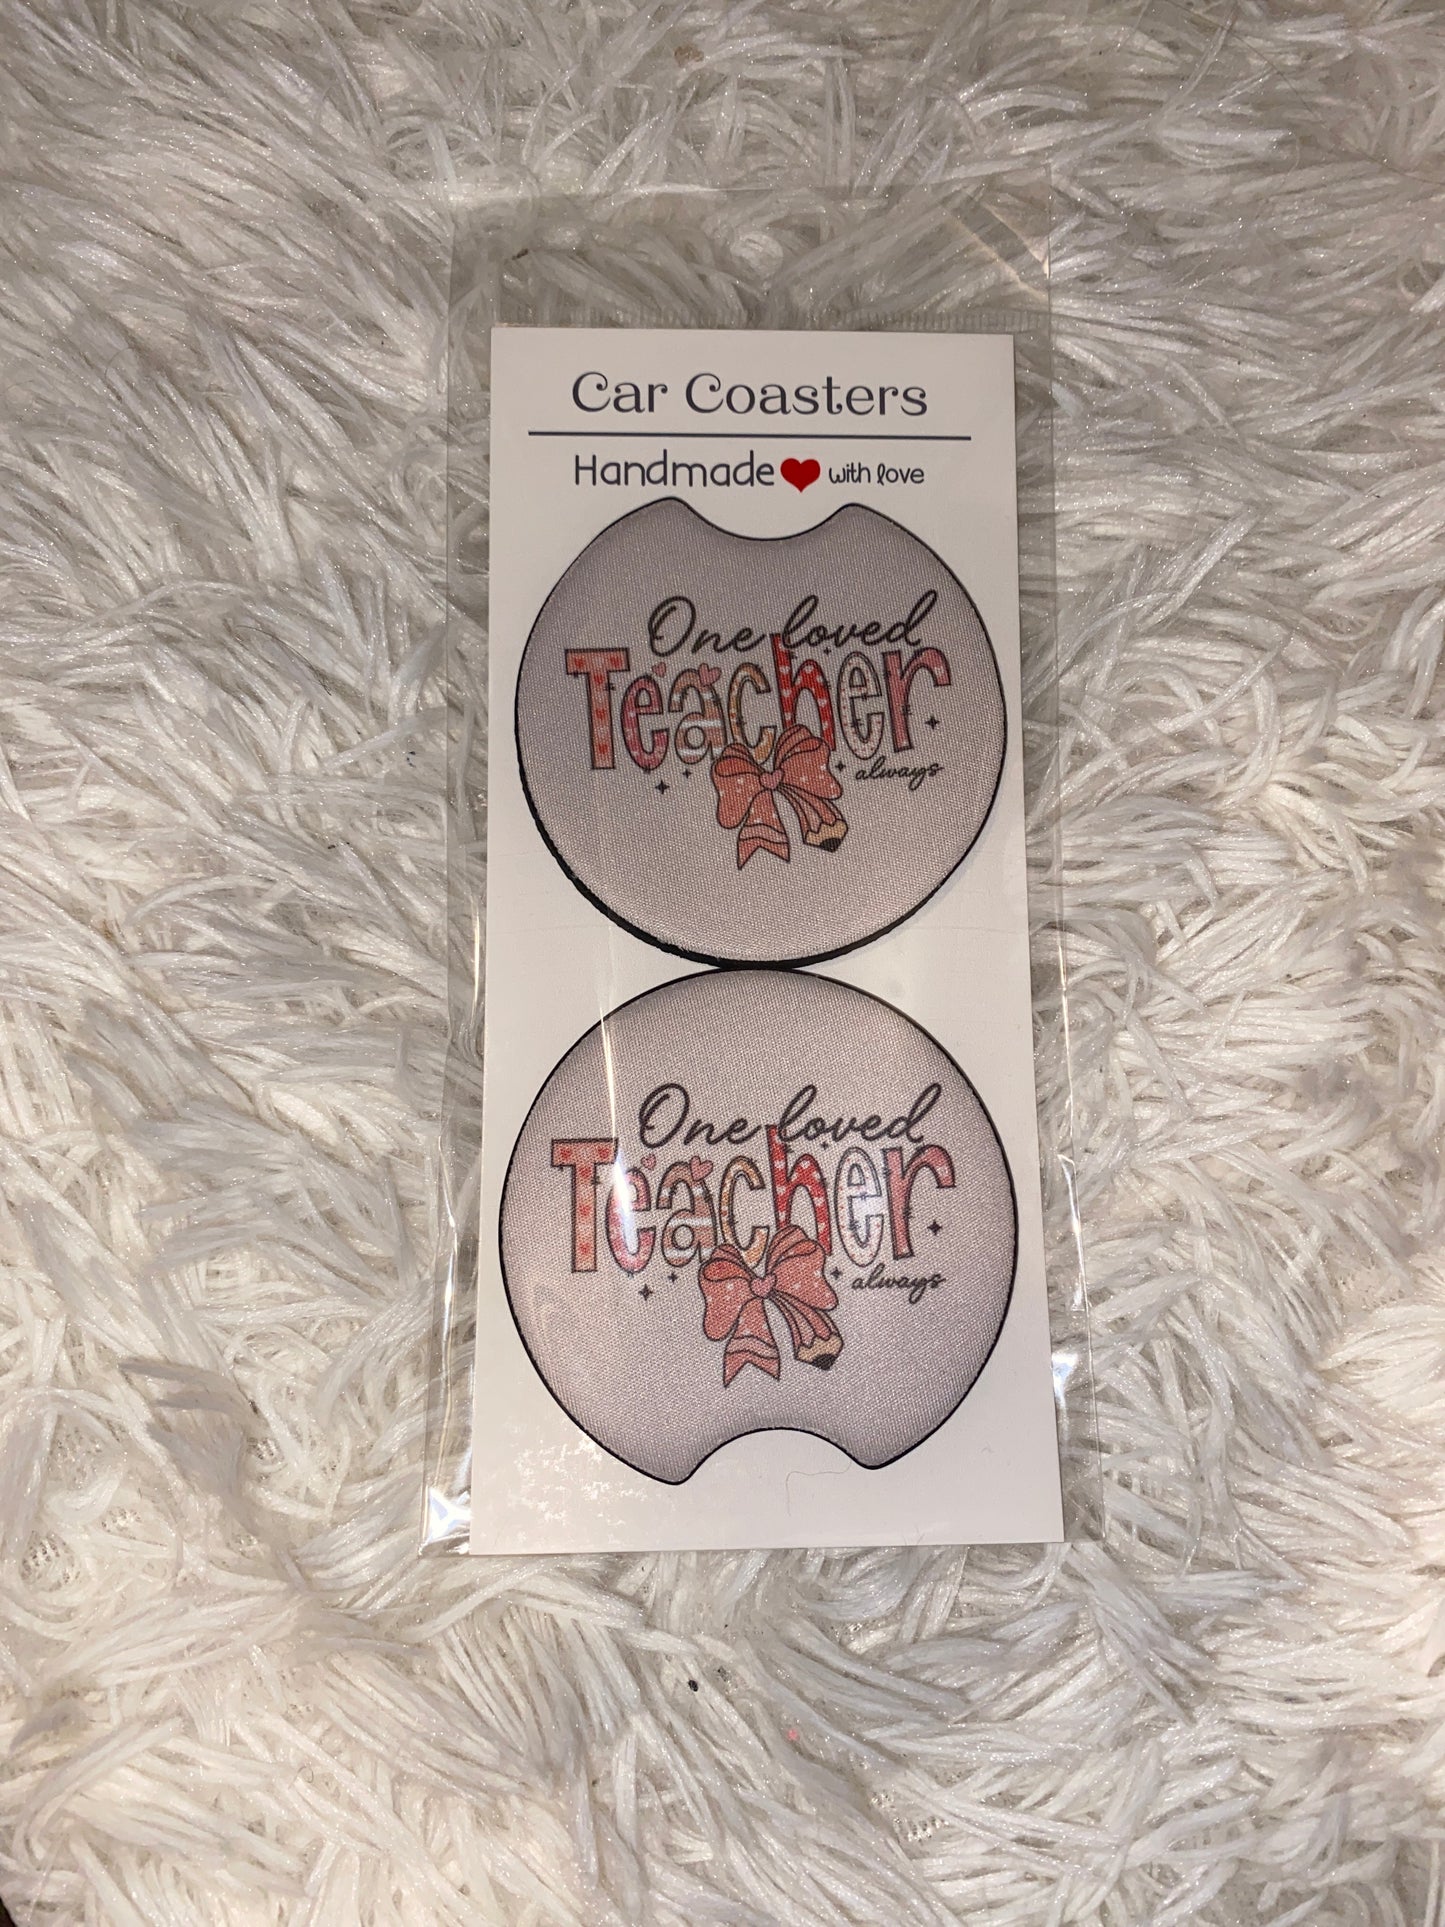 Car Coasters
Handmade with love
One loved
Teacher
always
One loved
Teacher
always